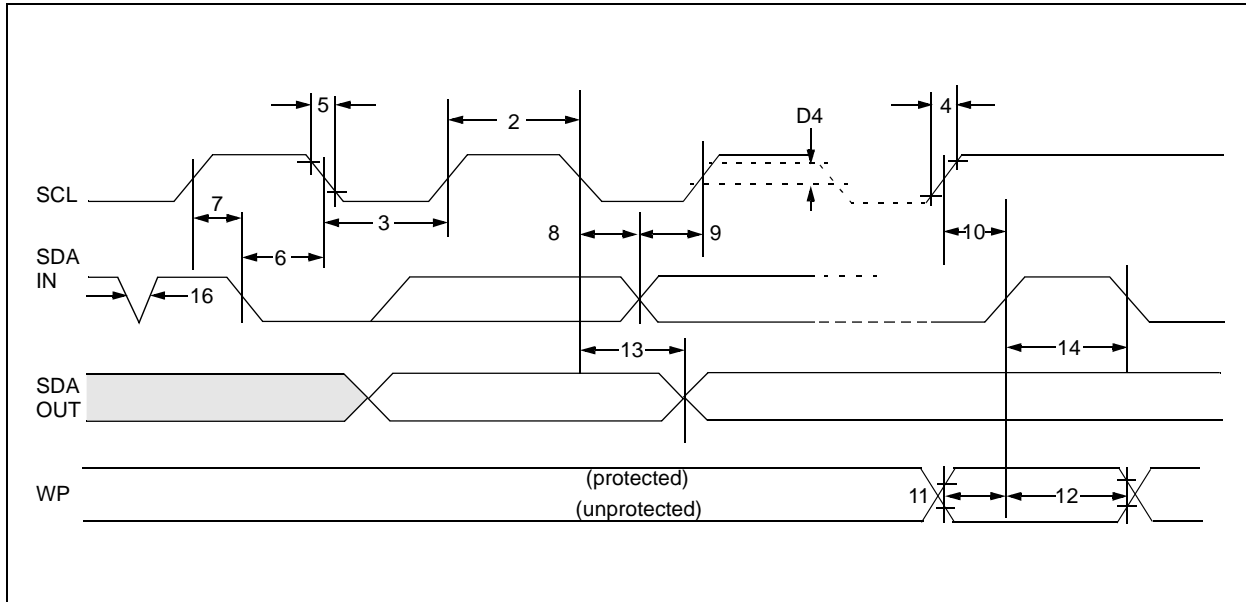 5
2
D4
4
SCL
7
3
8
9
10
6
SDA
IN
16
13
14
SDA
OUT
(protected)
WP
11
12
(unprotected)